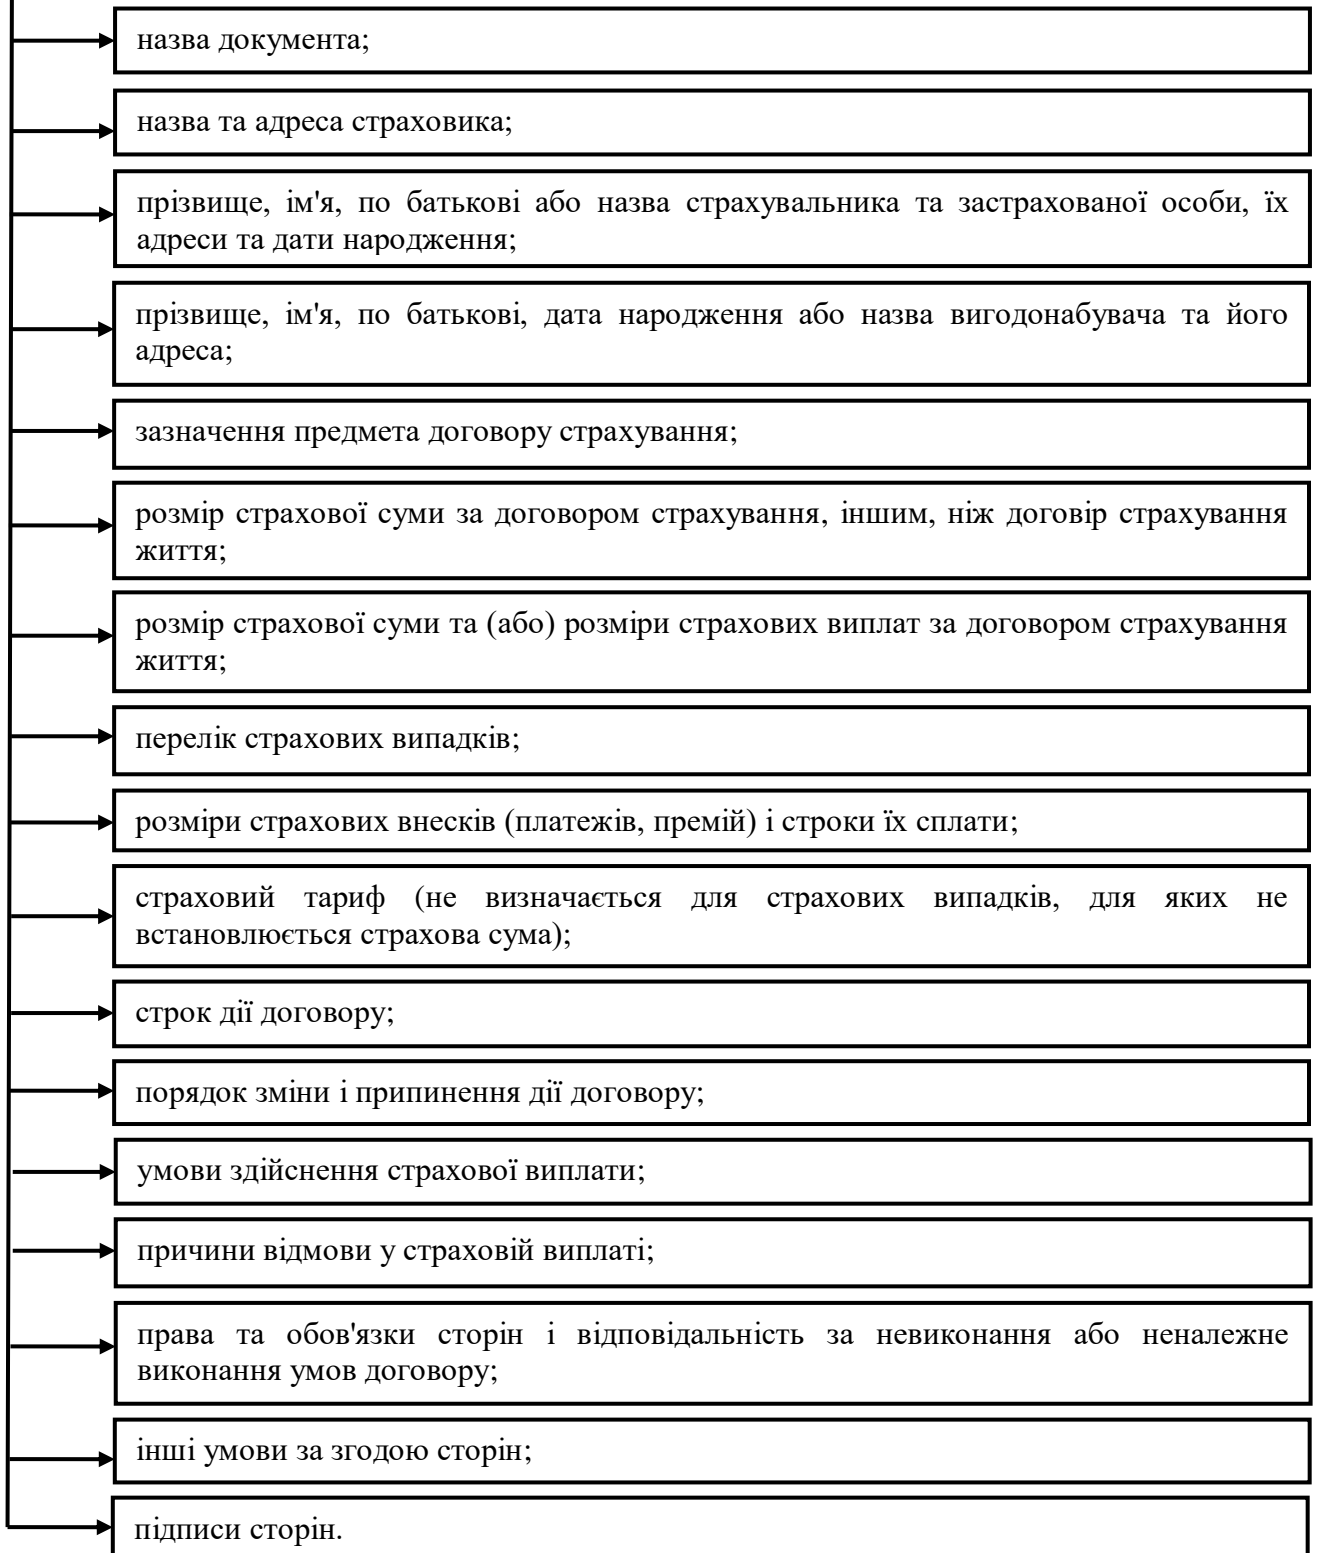 назва документа;
назва та адреса страховика;
прізвище, ім'я, по батькові або назва страхувальника та застрахованої особи, їх
адреси та дати народження;
прізвище, ім'я, по батькові, дата народження або назва вигодонабувача та його
адреса;
зазначення предмета договору страхування;
розмір страхової суми за договором страхування, іншим, ніж договір страхування
життя;
розмір страхової суми та (або) розміри страхових виплат за договором страхування
життя;
перелік страхових випадків;
розміри страхових внесків (платежів, премій) і строки їх сплати;
страховий тариф (не визначається для страхових випадків, для яких не
встановлюється страхова сума);
строк дії договору;
порядок зміни і припинення дії договору;
умови здійснення страхової виплати;
причини відмови у страховій виплаті;
права та обов'язки сторін і відповідальність за невиконання або неналежне
виконання умов договору;
інші умови за згодою сторін;
підписи сторін.